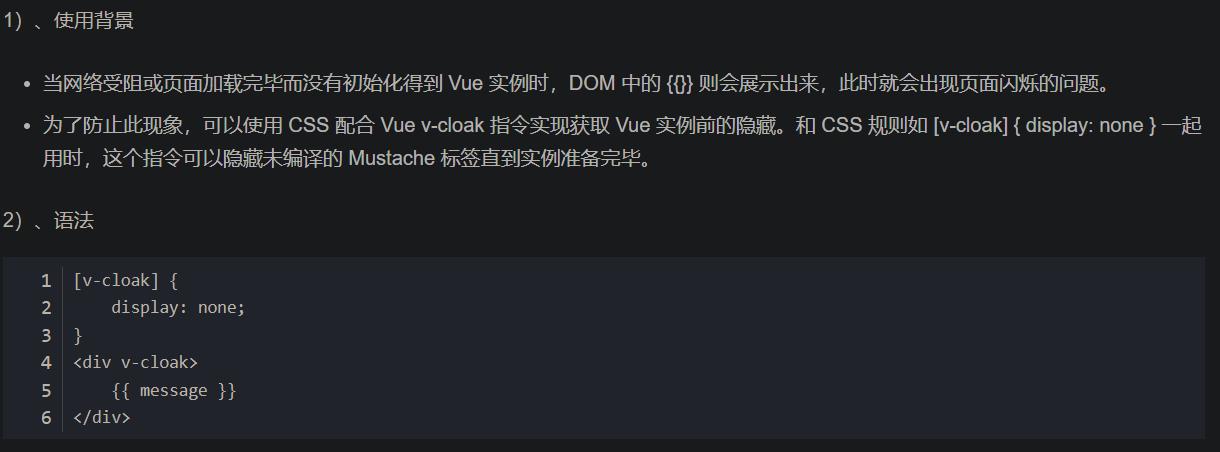 1）、使用背景
• 当网络受阻或页面加载完毕而没有初始化得到 Vue 实例时，DOM 中的 {{}} 则会展示出来，此时就会出现页面闪烁的问题。
• 为了防止此现象，可以使用 CSS 配合 Vue v-cloak 指令实现获取 Vue 实例前的隐藏。和 CSS 规则如 [v-cloak] { display: none } 一起
用时，这个指令可以隐藏未编译的 Mustache 标签直到实例准备完毕。
2）、语法
1 [v-cloak] {
2     display: none;
3 }
4 <div v-cloak>
5     {{ message }}
6 </div>